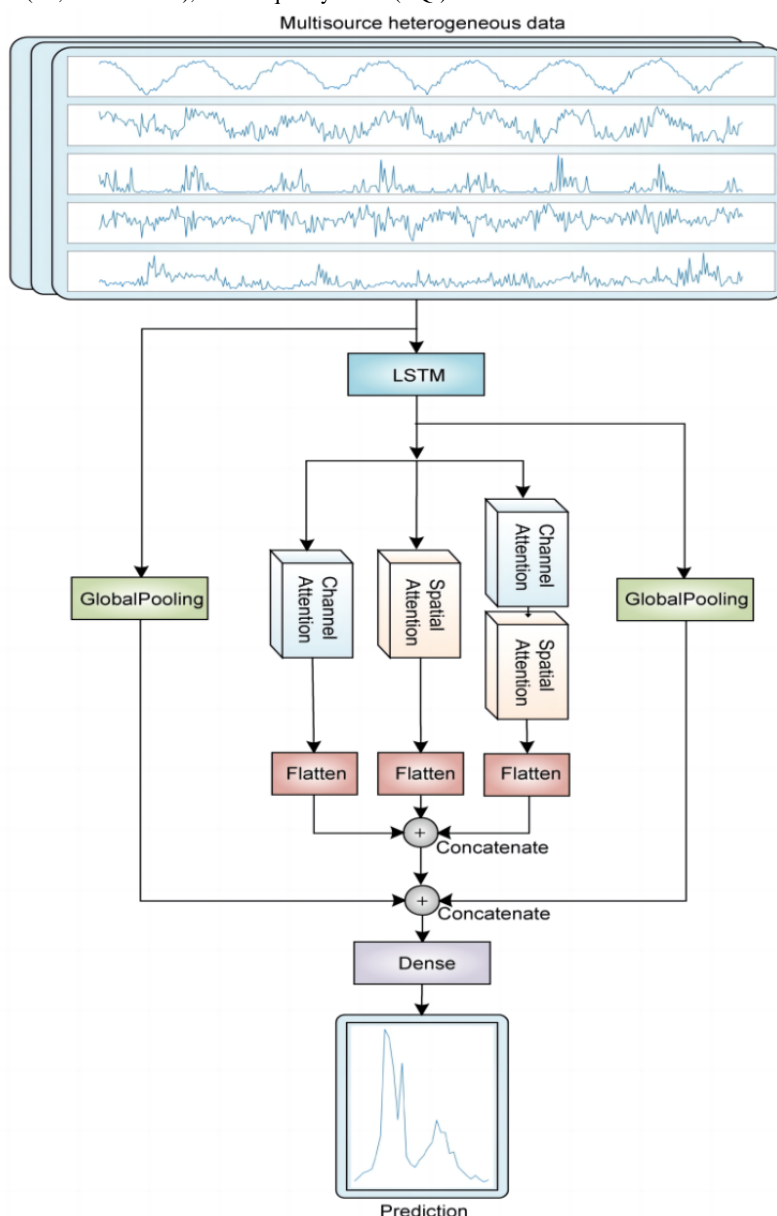 Multisource heterogeneous data
LSTM
Channel
Attention
Spatial
Attention
Channel
Attention
Spatial
Attention
GlobalPooling
GlobalPooling
Flatten
Flatten
Flatten
+
Concatenate
+
Concatenate
Dense
Prediction